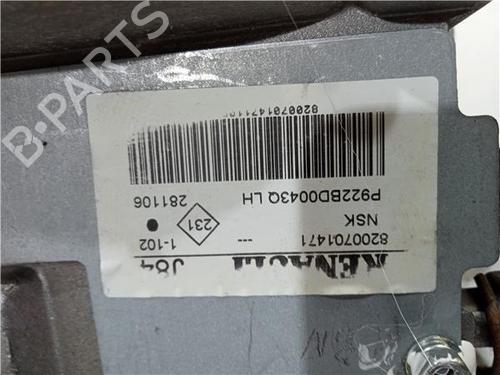 RENAULT J84
8200701471 --- 1-102
NSK 231
P922BD0043Q LH 281106
B-PARTS